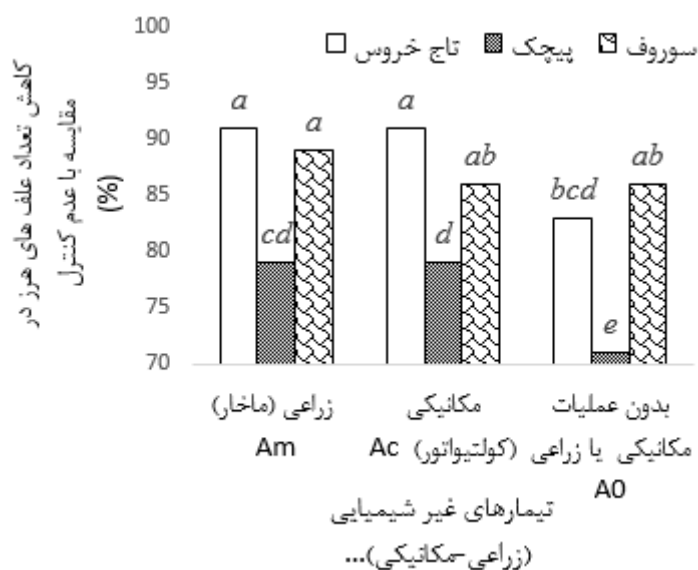 کاهش تعداد علف های هرز در
مقایسه با عدم کنترل
(%)
100
95
90
85
80
75
70
تاج خروس
پیچک
سوروف
a
cd
a
a
d
ab
bcd
e
ab
زراعی (ماخار)
Am
مکانیکی
(کولتیواتور) Ac
بدون عملیات
مکانیکی یا زراعی
A0
تیمارهای غیر شیمیایی
(زراعی-مکانیکی)...